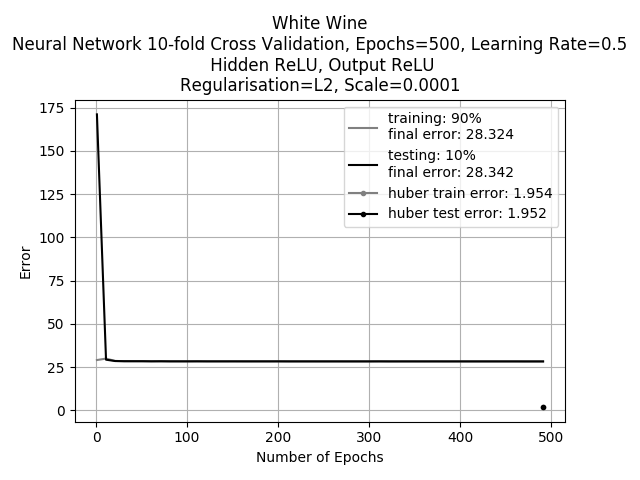 White Wine
Neural Network 10-fold Cross Validation, Epochs=500, Learning Rate=0.5
Hidden ReLU, Output ReLU
Regularisation=L2, Scale=0.0001
175
150
125
100
75
50
25
0
Error
training: 90%
final error: 28.324
testing: 10%
final error: 28.342
huber train error: 1.954
huber test error: 1.952
0
100
200
300
400
500
Number of Epochs